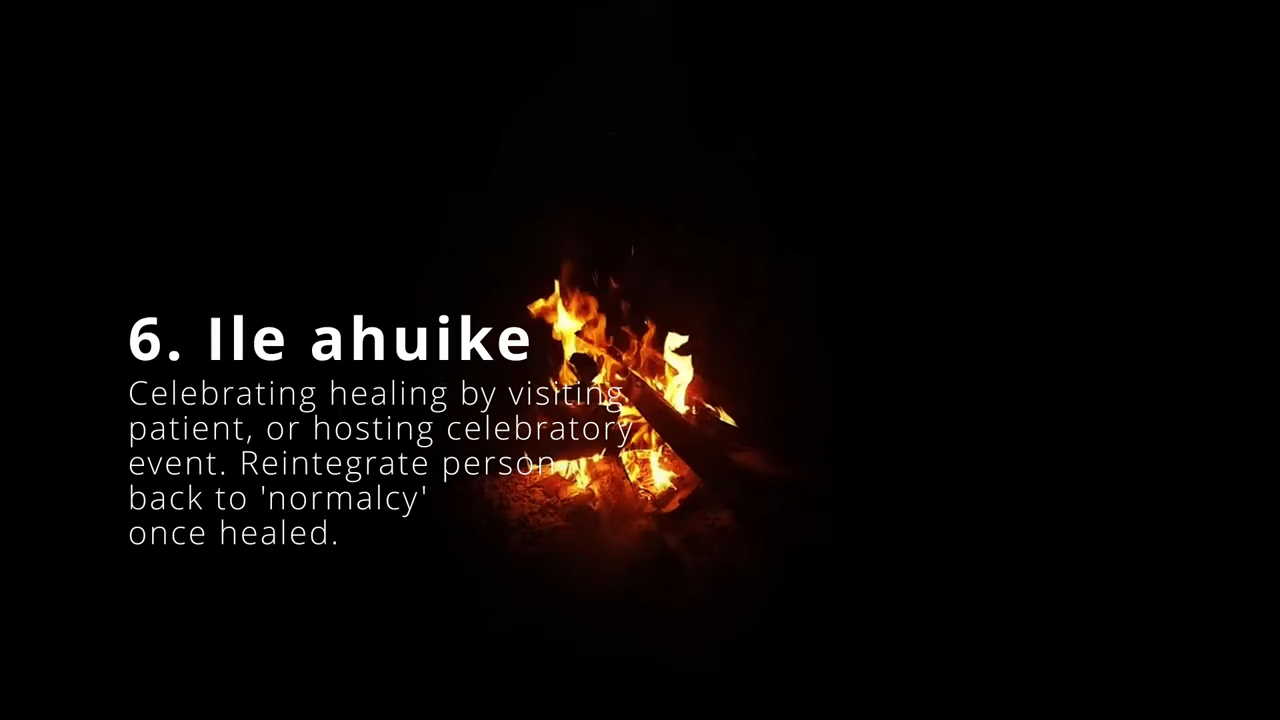 6. Ile ahuike
Celebrating healing by visiting
patient, or hosting celebratory
event. Reintegrate person
back to 'normalcy'
once healed.